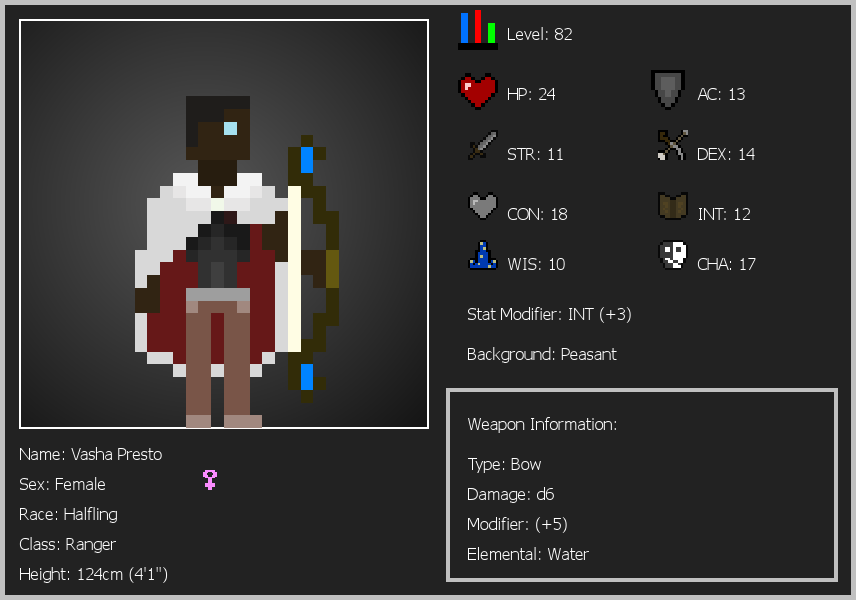 Level: 82
HP: 24
AC: 13
STR: 11
DEX: 14
CON: 18
INT: 12
WIS: 10
CHA: 17
Stat Modifier: INT (+3)
Background: Peasant
Weapon Information:
Type: Bow
Damage: d6
Modifier: (+5)
Elemental: Water
Name: Vasha Presto
Sex: Female
Race: Halfling
Class: Ranger
Height: 124cm (4'1")